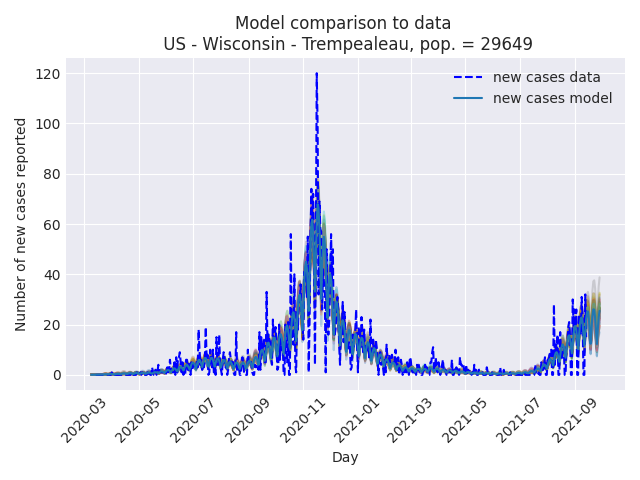 Model comparison to data
US - Wisconsin - Trempealeau, pop. = 29649
new cases data
new cases model
Number of new cases reported
120
100
80
60
40
20
0
2020-03
2020-05
2020-07
2020-09
2020-11
2021-01
2021-03
2021-05
2021-07
2021-09
Day